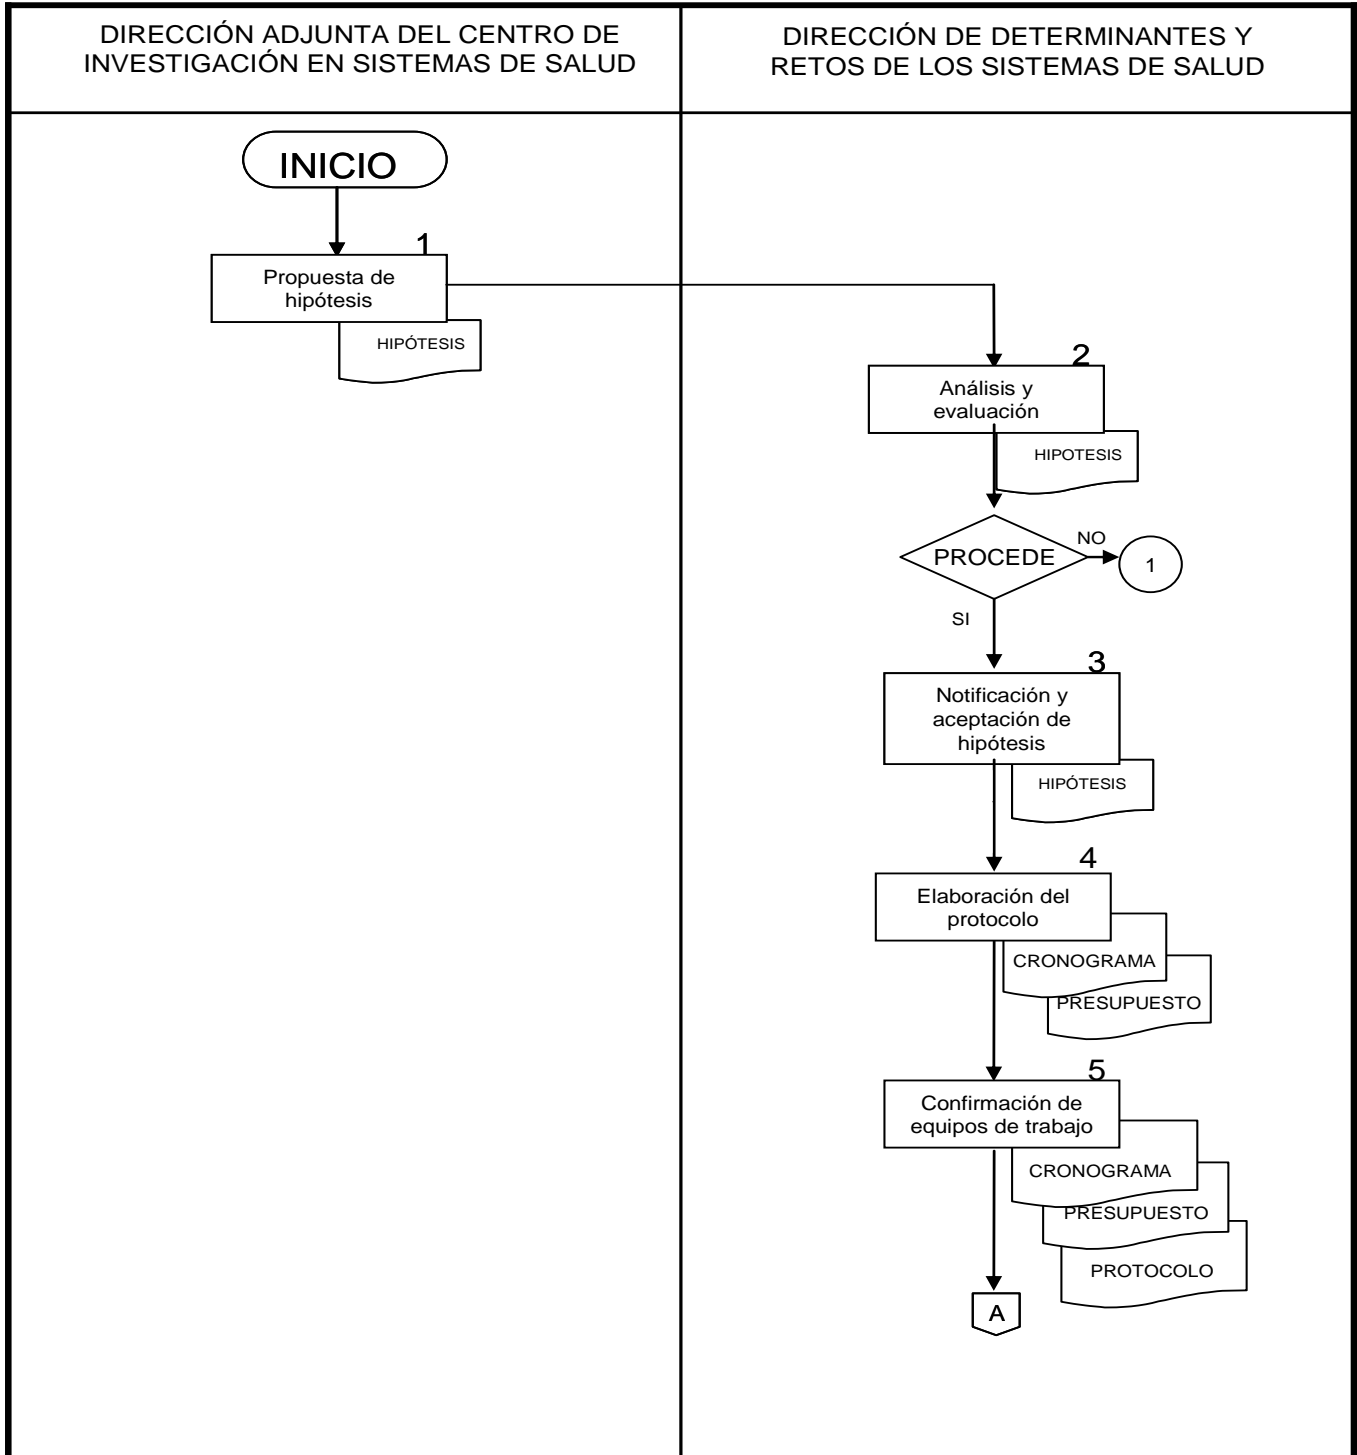 DIRECCIÓN ADJUNTA DEL CENTRO DE
INVESTIGACIÓN EN SISTEMAS DE SALUD
DIRECCIÓN DE DETERMINANTES Y
RETOS DE LOS SISTEMAS DE SALUD
INICIO
1
Propuesta de
hipótesis
HIPÓTESIS
2
Análisis y
evaluación
HIPOTESIS
PROCEDE
NO
1
SI
3
Notificación y
aceptación de
hipótesis
HIPÓTESIS
4
Elaboración del
protocolo
CRONOGRAMA
PRESUPUESTO
5
Confirmación de
equipos de trabajo
CRONOGRAMA
PRESUPUESTO
PROTOCOLO
A